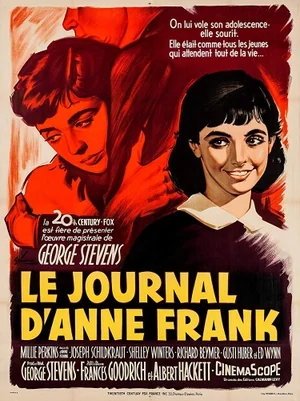 On lui vole son adolescence-
elle sourit.
Elle était comme tous les jeunes
qui attendent tout de la vie...
la 20th CENTURY-FOX
est fière de présenter
l'œuvre magistrale de
GEORGE STEVENS
LE JOURNAL
D'ANNE FRANK
MILLIE PERKINS JOSEPH SCHILDKRAUT · SHELLEY WINTERS · RICHARD BEYMER · GUSTI HUBER et ED WYNN
GEORGE STEVENS · FRANCES GOODRICH et ALBERT HACKETT · CINEMASCOPE